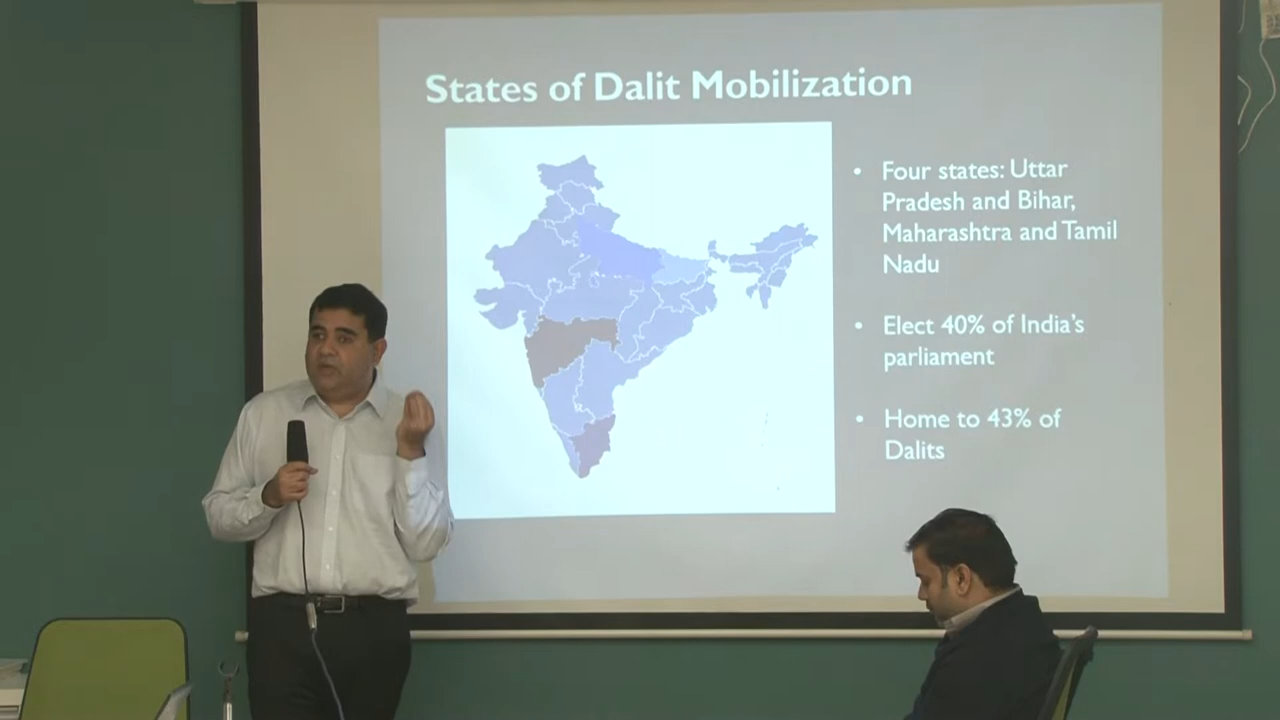 States of Dalit Mobilization
• Four states: Uttar
Pradesh and Bihar,
Maharashtra and Tamil
Nadu
• Elect 40% of India's
parliament
• Home to 43% of
Dalits